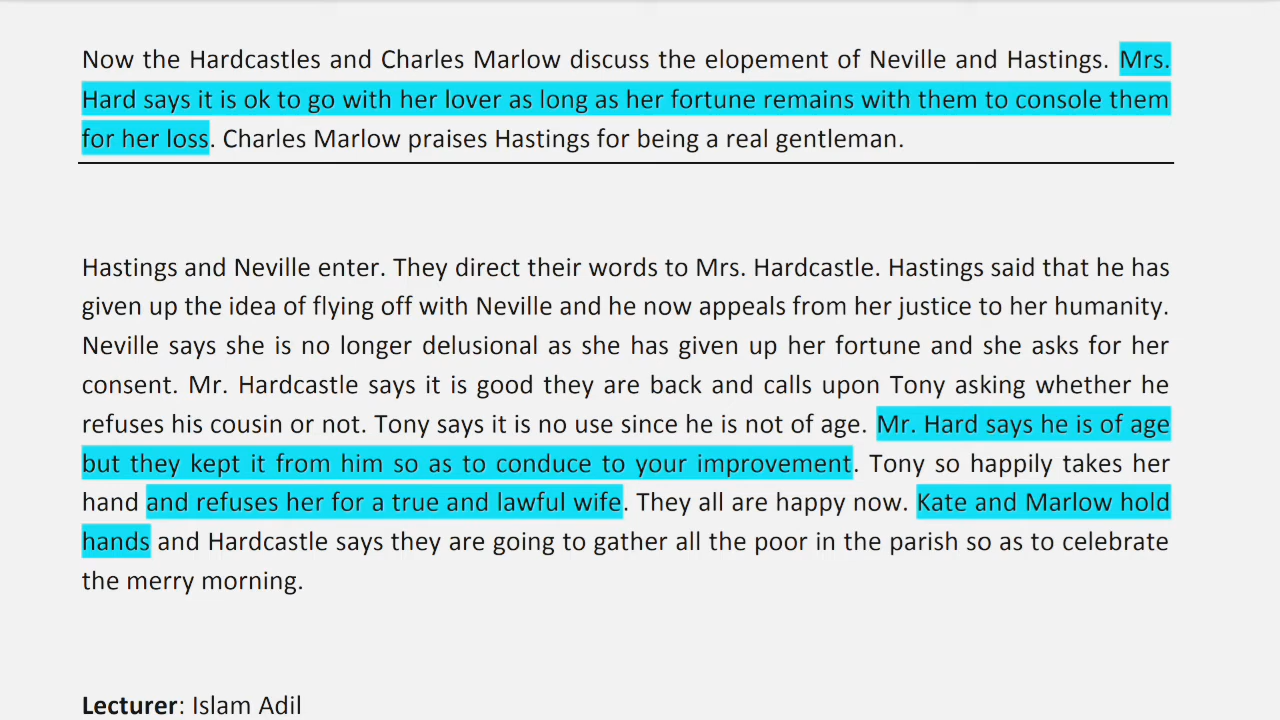 Now the Hardcastles and Charles Marlow discuss the elopement of Neville and Hastings. Mrs.
Hard says it is ok to go with her lover as long as her fortune remains with them to console them
for her loss. Charles Marlow praises Hastings for being a real gentleman.
Hastings and Neville enter. They direct their words to Mrs. Hardcastle. Hastings said that he has
given up the idea of flying off with Neville and he now appeals from her justice to her humanity.
Neville says she is no longer delusional as she has given up her fortune and she asks for her
consent. Mr. Hardcastle says it is good they are back and calls upon Tony asking whether he
refuses his cousin or not. Tony says it is no use since he is not of age. Mr. Hard says he is of age
but they kept it from him so as to conduce to your improvement. Tony so happily takes her
hand and refuses her for a true and lawful wife. They all are happy now. Kate and Marlow hold
hands and Hardcastle says they are going to gather all the poor in the parish so as to celebrate
the merry morning.
Lecturer: Islam Adil